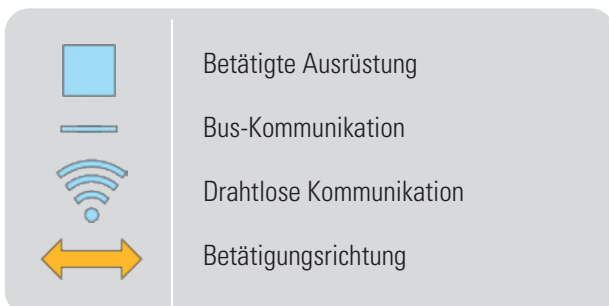 Betätigte Ausrüstung
Bus-Kommunikation
Drahtlose Kommunikation
Betätigungsrichtung